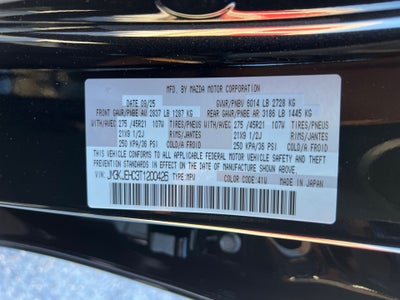 MFD. BY MAZDA MOTOR CORPORATION
DATE 09/25 GVWR/PNBV 6014 LB 2728 KG
FRONT GAWR/PNBE AV 2837 LB 1287 KG REAR GAWR/PNBE AR 3186 LB 1445 KG
WITH/AVEC 275 /45R21 107W TIRES/PNEUS WITH/AVEC 275 /45R21 107W TIRES/PNEUS
21X9 1/2J RIMS/JANTES 21X9 1/2J RIMS/JANTES
250 KPA/36 PSI COLD/A FROID 250 KPA/36 PSI COLD/A FROID
THIS VEHICLE CONFORMS TO ALL APPLICABLE FEDERAL MOTOR VEHICLE SAFETY
STANDARDS IN EFFECT ON THE DATE OF MANUFACTURE SHOWN ABOVE.
VIN: TYPE:MPV COLOR CODE:41W MADE IN JAPAN